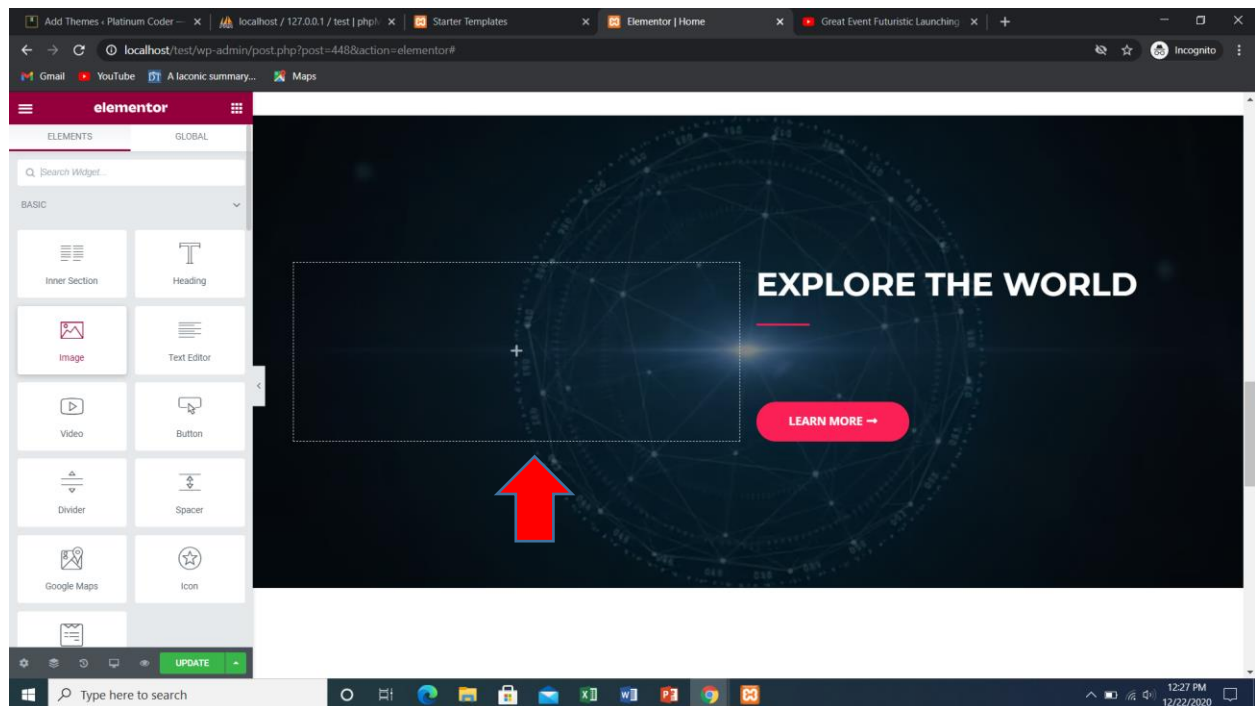 Add Themes ‹ Platinum Coder —
localhost / 127.0.0.1 / test | phpM
Starter Templates
Elementor | Home
Great Event Futuristic Launching
localhost/test/wp-admin/post.php?post=448&action=elementor#
Incognito
Gmail
YouTube
A laconic summary...
Maps
elementor
ELEMENTS
GLOBAL
Search Widget...
BASIC
Inner Section
Heading
Image
Text Editor
Video
Button
Divider
Spacer
Google Maps
Icon
EXPLORE THE WORLD
LEARN MORE →
UPDATE
Type here to search
12:27 PM
12/22/2020